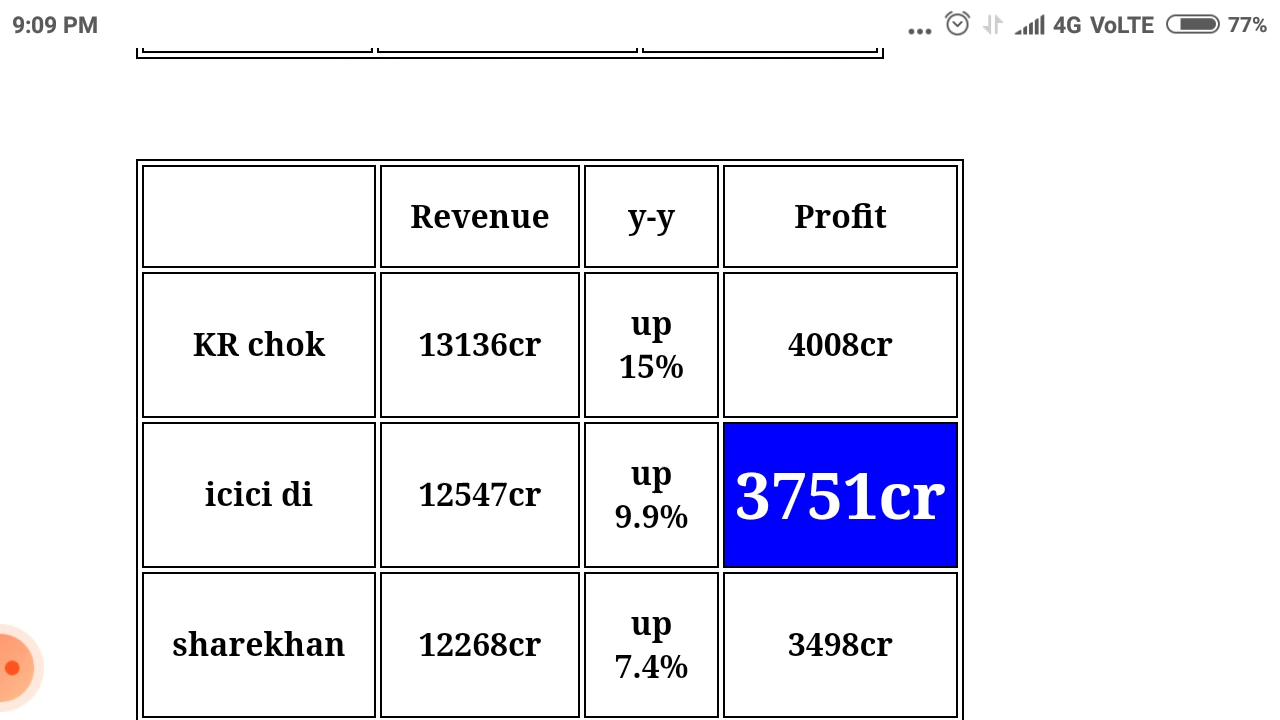 9:09 PM ... 4G VoLTE 77%
Revenue y-y Profit
KR chok 13136cr up 15% 4008cr
icici di 12547cr up 9.9% 3751cr
sharekhan 12268cr up 7.4% 3498cr